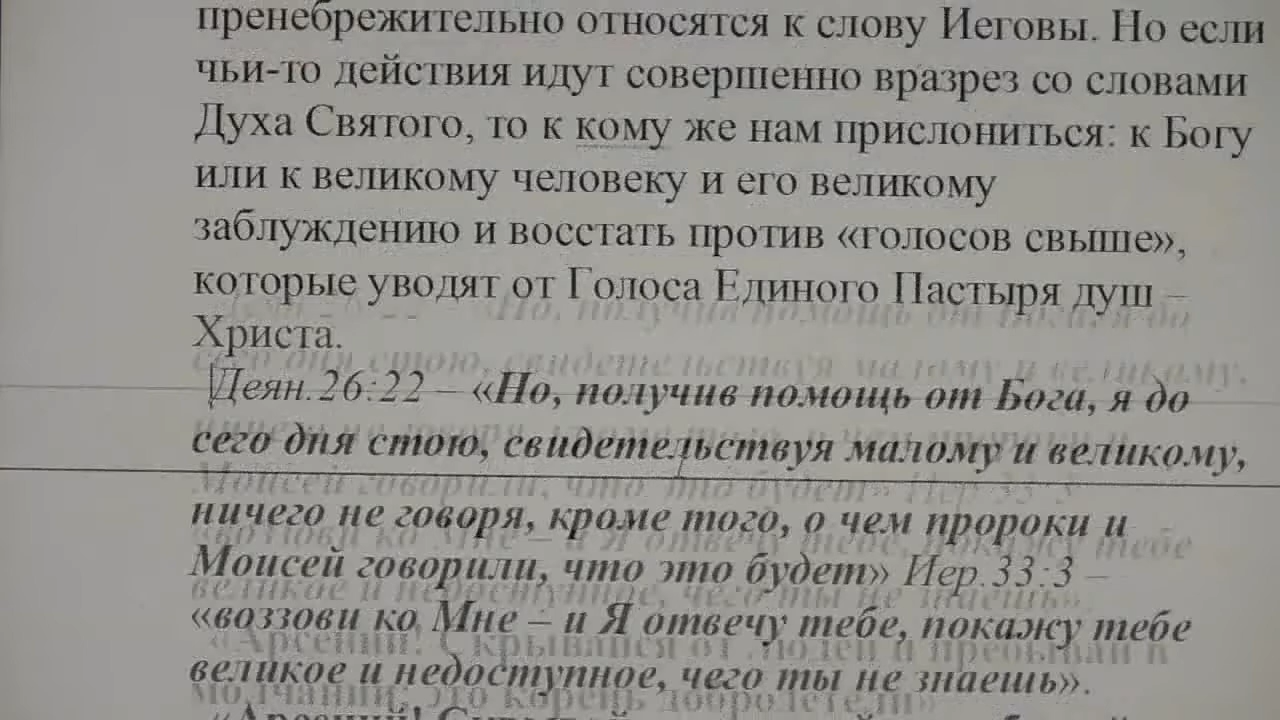 пренебрежительно относятся к слову Иеговы. Но если
чьи-то действия идут совершенно вразрез со словами
Духа Святого, то к кому же нам прислониться: к Богу
или к великому человеку и его великому
заблуждению и восстать против «голосов свыше»,
которые уводят от Голоса Единого Пастыря душ –
Христа.
Деян.26:22 – «Но, получив помощь от Бога, я до
сего дня стою, свидетельствуя малому и великому,
ничего не говоря, кроме того, о чем пророки и
Моисей говорили, что это будет» Иер.33:3 –
«воззови ко Мне – и Я отвечу тебе, покажу тебе
великое и недоступное, чего ты не знаешь».
«Арсений!